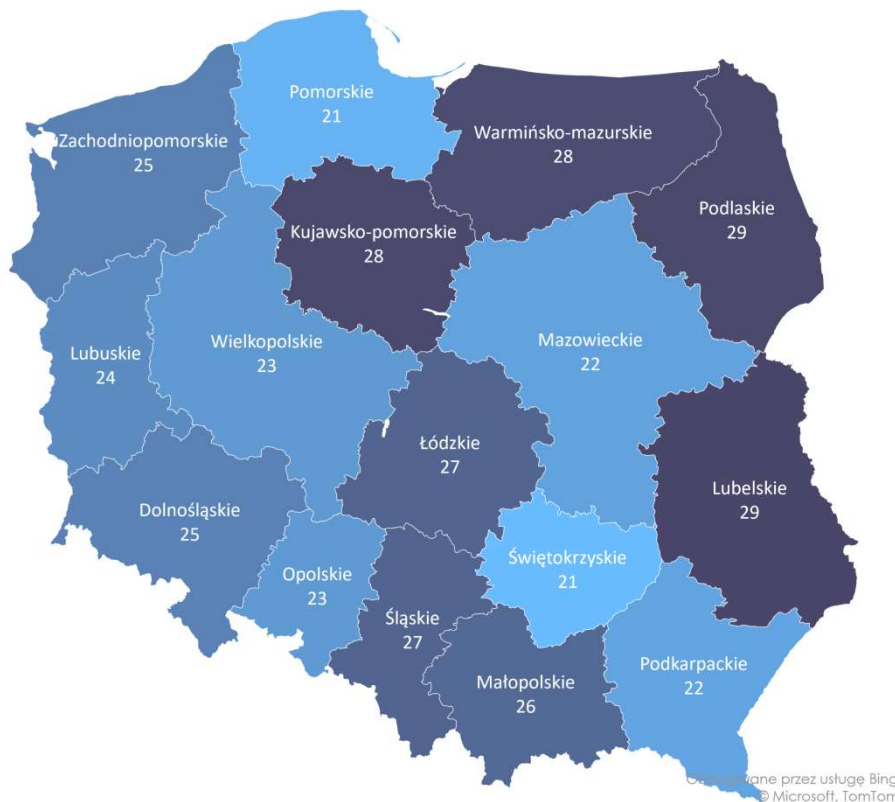 Pomorskie
21
Warmińsko-mazurskie
28
Zachodniopomorskie
25
Podlaskie
29
Kujawsko-pomorskie
28
Mazowieckie
22
Wielkopolskie
23
Lubuskie
24
Łódzkie
27
Lubelskie
29
Dolnośląskie
25
Świętokrzyskie
21
Opolskie
23
Śląskie
27
Podkarpackie
22
Małopolskie
26
przez usługę Bing
© Microsoft, TomTom